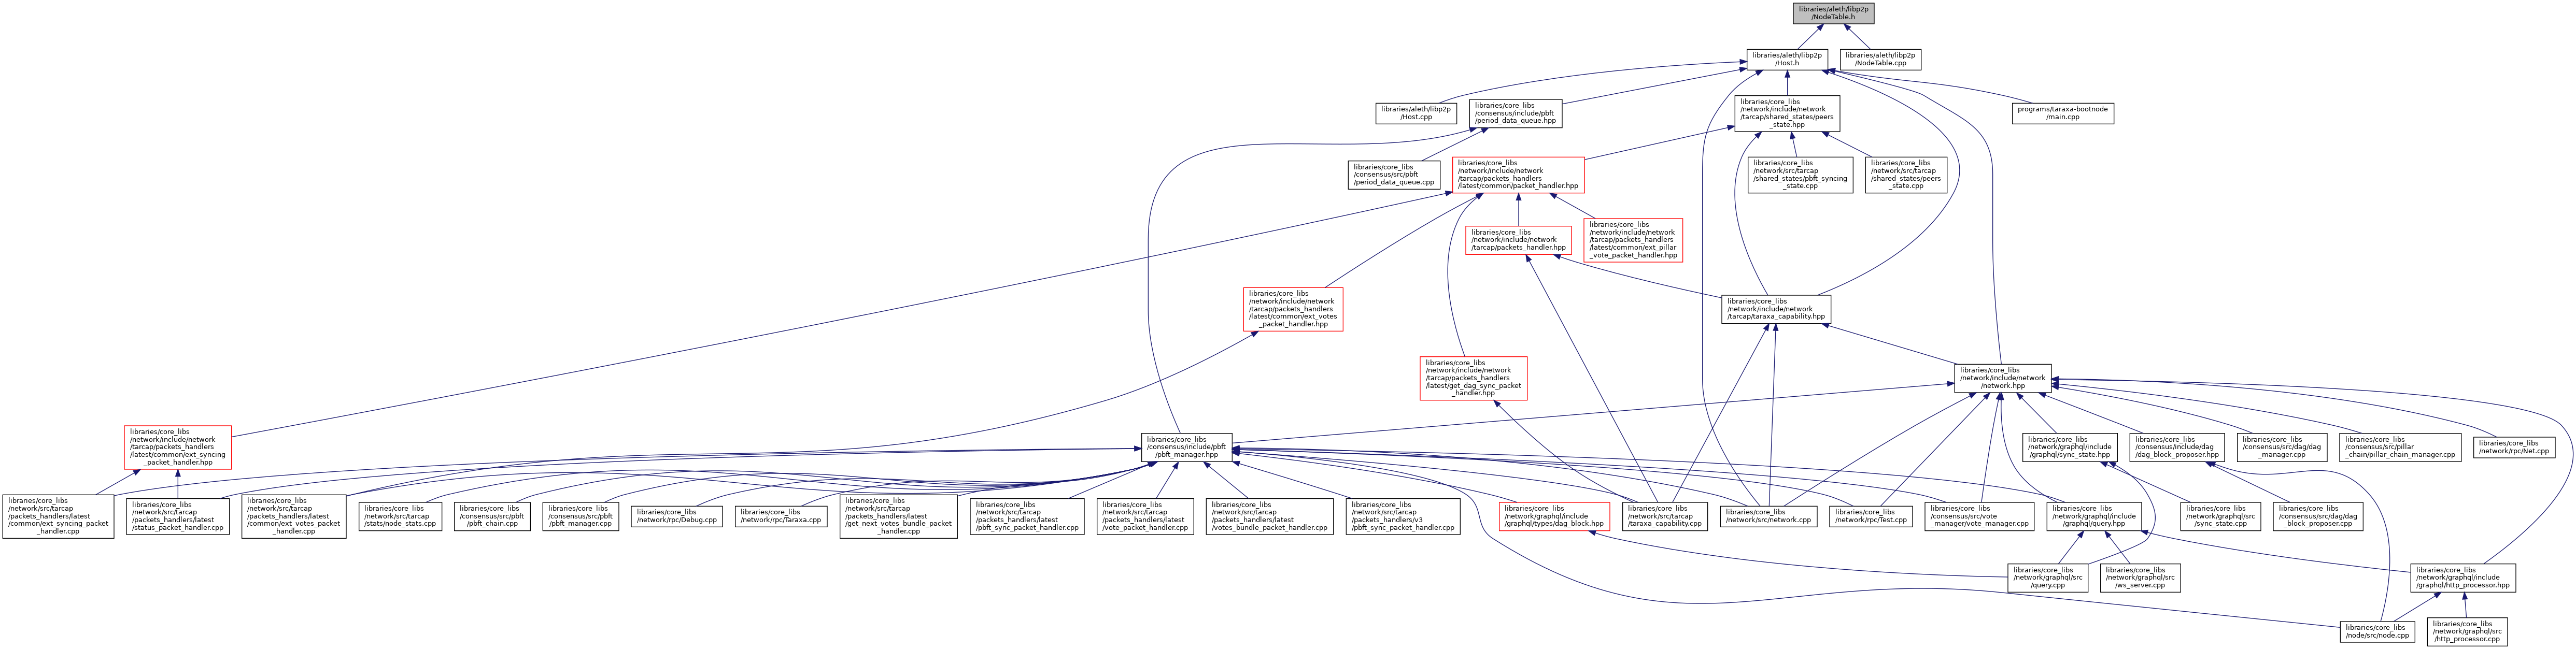 libraries/aleth/libp2p
/NodeTable.h
libraries/aleth/libp2p
/Host.h
libraries/aleth/libp2p
/NodeTable.cpp
libraries/aleth/libp2p
/Host.cpp
libraries/core_libs
/consensus/include/pbft
/period_data_queue.hpp
libraries/core_libs
/network/include/network
/tarcap/shared_states/peers
_state.hpp
programs/taraxa-bootnode
/main.cpp
libraries/core_libs
/consensus/src/pbft
/period_data_queue.cpp
libraries/core_libs
/network/include/network
/tarcap/packets_handlers
/latest/common/packet_handler.hpp
libraries/core_libs
/network/src/tarcap
/shared_states/pbft_syncing
_state.cpp
libraries/core_libs
/network/src/tarcap
/shared_states/peers
_state.cpp
libraries/core_libs
/network/include/network
/tarcap/packets_handler.hpp
libraries/core_libs
/network/include/network
/tarcap/packets_handlers
/latest/common/ext_pillar
_vote_packet_handler.hpp
libraries/core_libs
/network/include/network
/tarcap/packets_handlers
/latest/common/ext_votes
_packet_handler.hpp
libraries/core_libs
/network/include/network
/tarcap/taraxa_capability.hpp
libraries/core_libs
/network/include/network
/tarcap/packets_handlers
/latest/get_dag_sync_packet
_handler.hpp
libraries/core_libs
/network/include/network
/network.hpp
libraries/core_libs
/network/include/network
/tarcap/packets_handlers
/latest/common/ext_syncing
_packet_handler.hpp
libraries/core_libs
/consensus/include/pbft
/pbft_manager.hpp
libraries/core_libs
/network/graphql/include
/graphql/sync_state.hpp
libraries/core_libs
/consensus/include/dag
/dag_block_proposer.hpp
libraries/core_libs
/consensus/src/dag/dag
_manager.cpp
libraries/core_libs
/consensus/src/pillar
_chain/pillar_chain_manager.cpp
libraries/core_libs
/network/rpc/Net.cpp
libraries/core_libs
/network/src/tarcap
/packets_handlers/latest
/common/ext_syncing_packet
_handler.cpp
libraries/core_libs
/network/src/tarcap
/packets_handlers/latest
/status_packet_handler.cpp
libraries/core_libs
/network/src/tarcap
/packets_handlers/latest
/common/ext_votes_packet
_handler.cpp
libraries/core_libs
/network/src/tarcap
/stats/node_stats.cpp
libraries/core_libs
/consensus/src/pbft
/pbft_chain.cpp
libraries/core_libs
/consensus/src/pbft
/pbft_manager.cpp
libraries/core_libs
/network/rpc/Debug.cpp
libraries/core_libs
/network/rpc/Taraxa.cpp
libraries/core_libs
/network/src/tarcap
/packets_handlers/latest
/get_next_votes_bundle_packet
_handler.cpp
libraries/core_libs
/network/src/tarcap
/packets_handlers/latest
/pbft_sync_packet_handler.cpp
libraries/core_libs
/network/src/tarcap
/packets_handlers/latest
/vote_packet_handler.cpp
libraries/core_libs
/network/src/tarcap
/packets_handlers/latest
/votes_bundle_packet_handler.cpp
libraries/core_libs
/network/src/tarcap
/packets_handlers/v3
/pbft_sync_packet_handler.cpp
libraries/core_libs
/network/graphql/include
/graphql/types/dag_block.hpp
libraries/core_libs
/network/src/tarcap
/taraxa_capability.cpp
libraries/core_libs
/network/src/network.cpp
libraries/core_libs
/network/rpc/Test.cpp
libraries/core_libs
/consensus/src/vote
_manager/vote_manager.cpp
libraries/core_libs
/network/graphql/include
/graphql/query.hpp
libraries/core_libs
/network/graphql/src
/sync_state.cpp
libraries/core_libs
/consensus/src/dag/dag
_block_proposer.cpp
libraries/core_libs
/network/graphql/src
/query.cpp
libraries/core_libs
/network/graphql/src
/ws_server.cpp
libraries/core_libs
/network/graphql/include
/graphql/http_processor.hpp
libraries/core_libs
/node/src/node.cpp
libraries/core_libs
/network/graphql/src
/http_processor.cpp